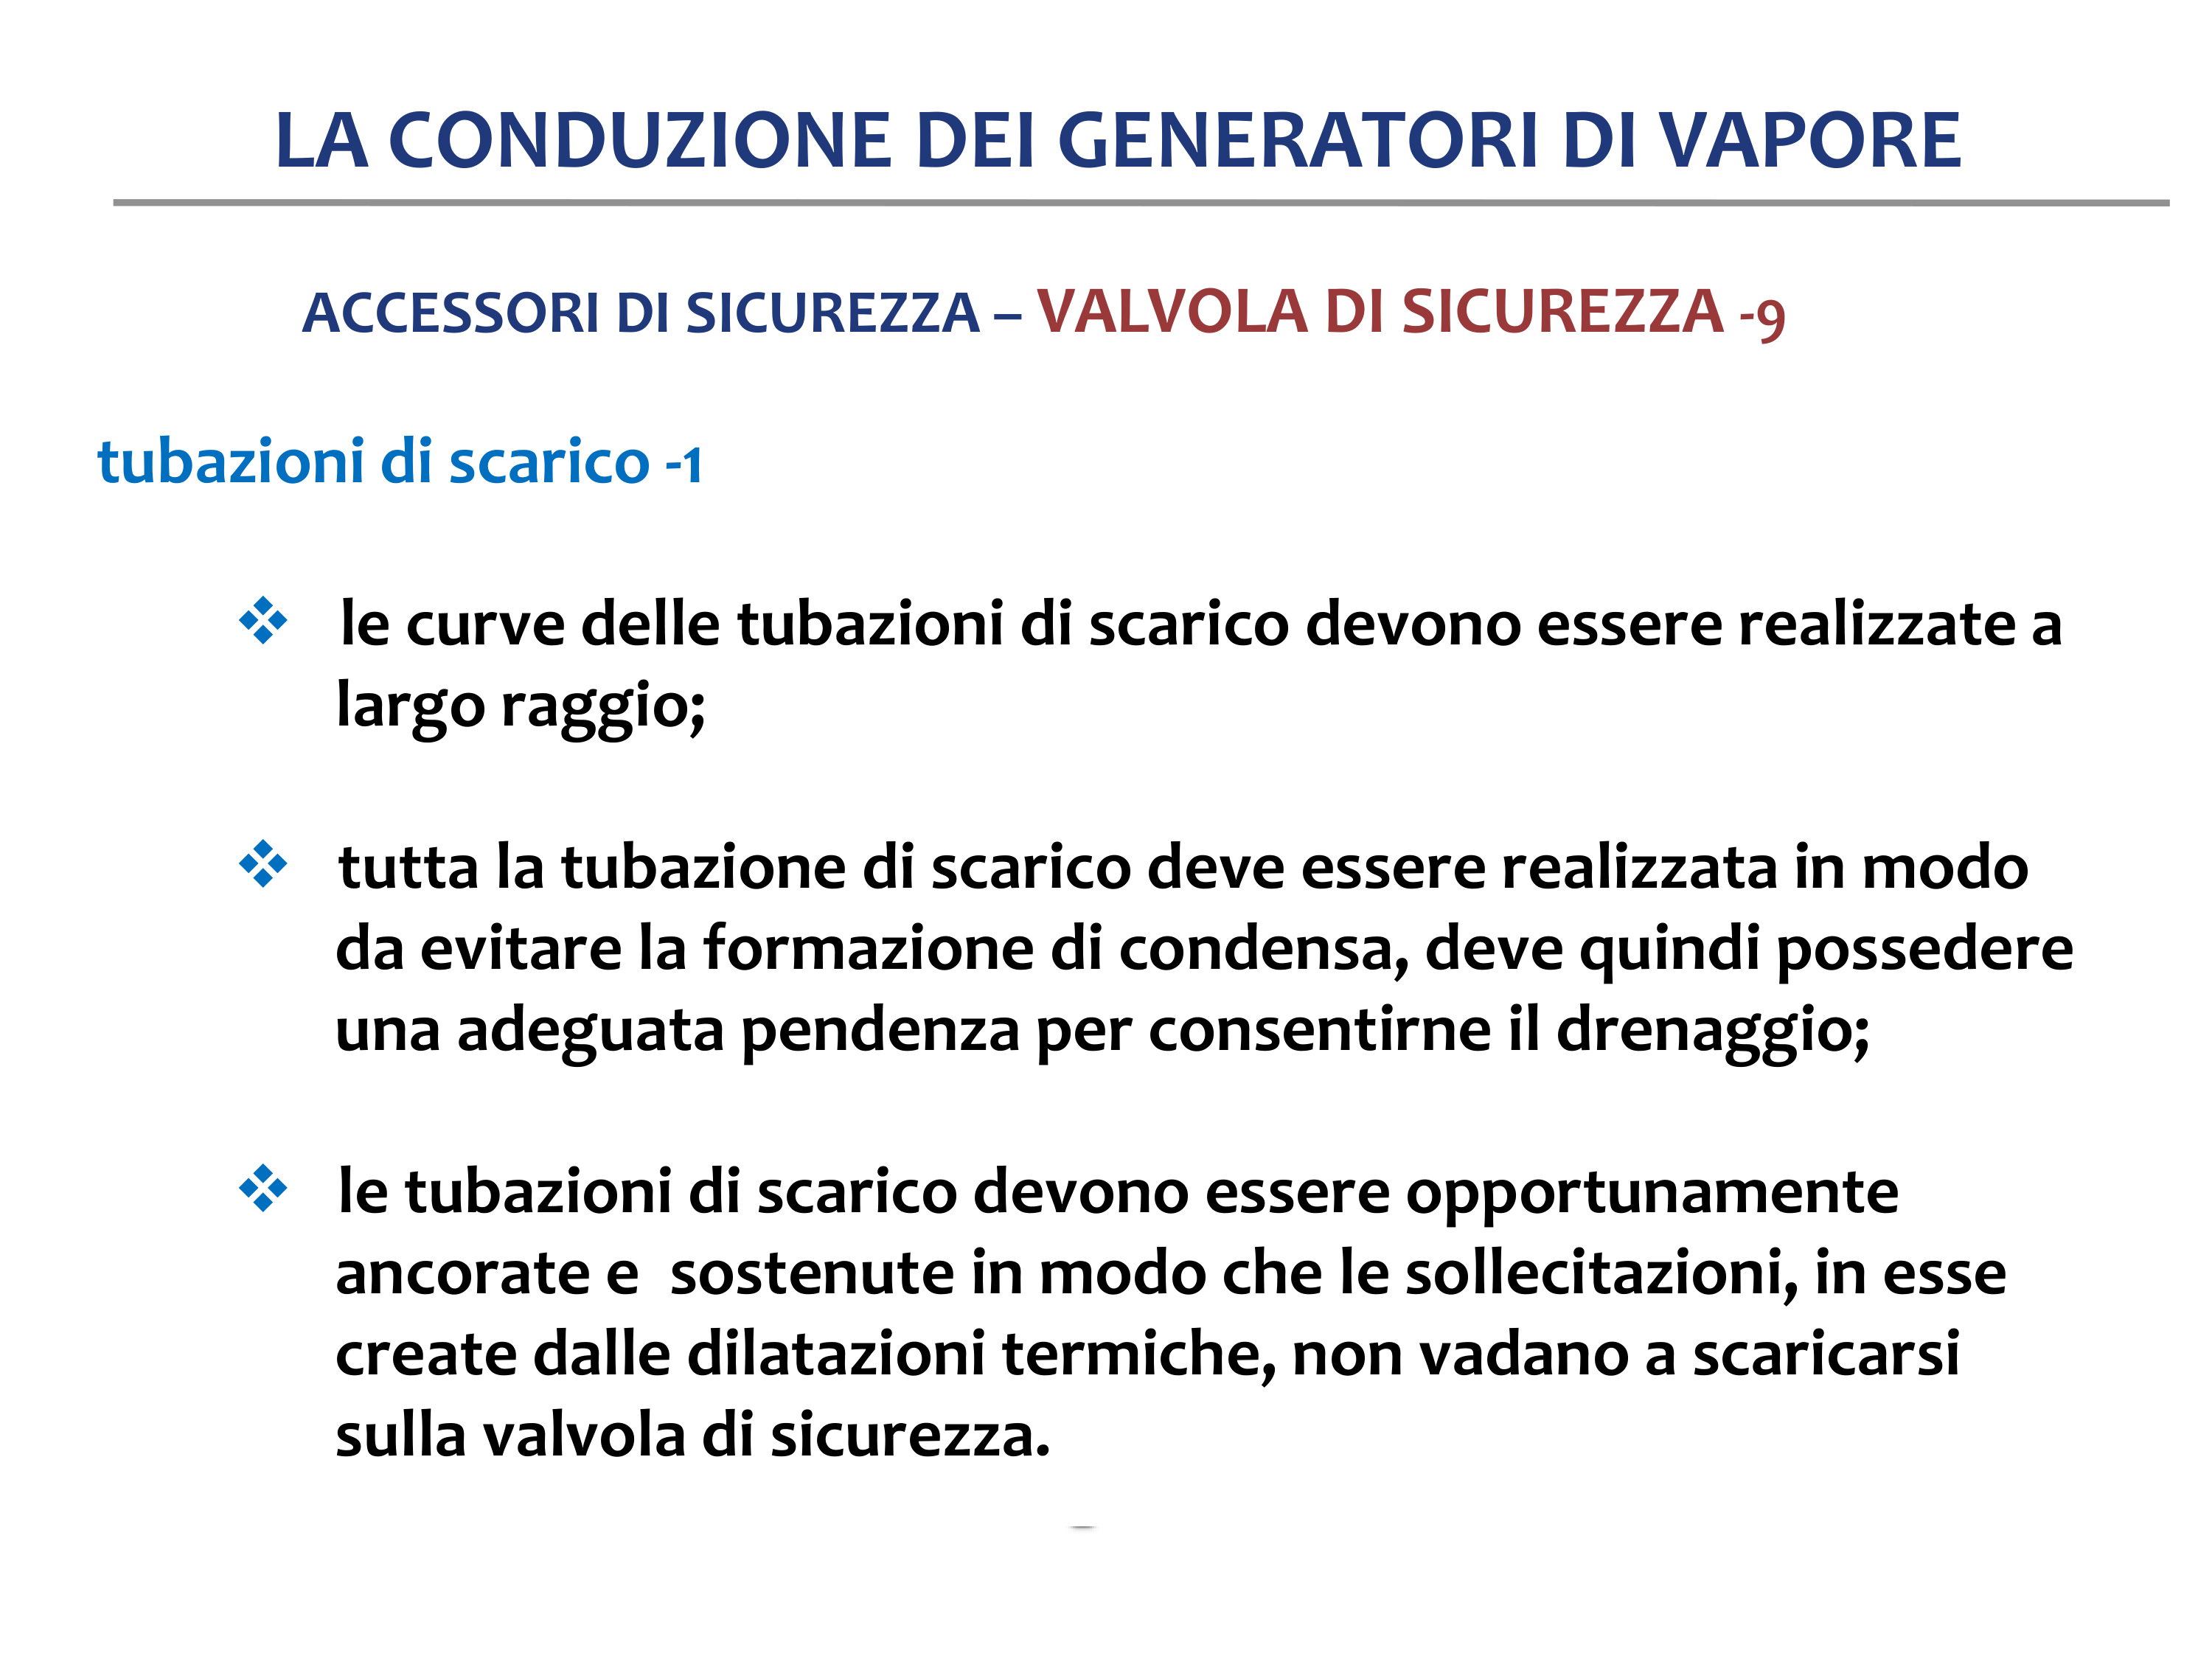 LA CONDUZIONE DEI GENERATORI DI VAPORE
ACCESSORI DI SICUREZZA – VALVOLA DI SICUREZZA -9
tubazioni di scarico -1
❖ le curve delle tubazioni di scarico devono essere realizzate a
largo raggio;
❖ tutta la tubazione di scarico deve essere realizzata in modo
da evitare la formazione di condensa, deve quindi possedere
una adeguata pendenza per consentirne il drenaggio;
❖ le tubazioni di scarico devono essere opportunamente
ancorate e  sostenute in modo che le sollecitazioni, in esse
create dalle dilatazioni termiche, non vadano a scaricarsi
sulla valvola di sicurezza.